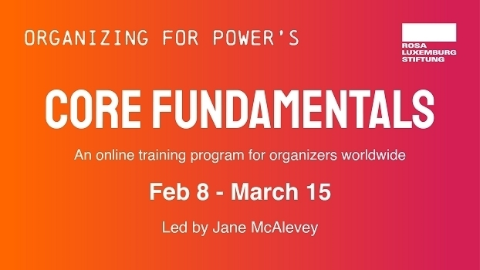 ORGANIZING FOR POWER'S
ROSA
LUXEMBURG
STIFTUNG
CORE FUNDAMENTALS
An online training program for organizers worldwide
Feb 8 - March 15
Led by Jane McAlevey